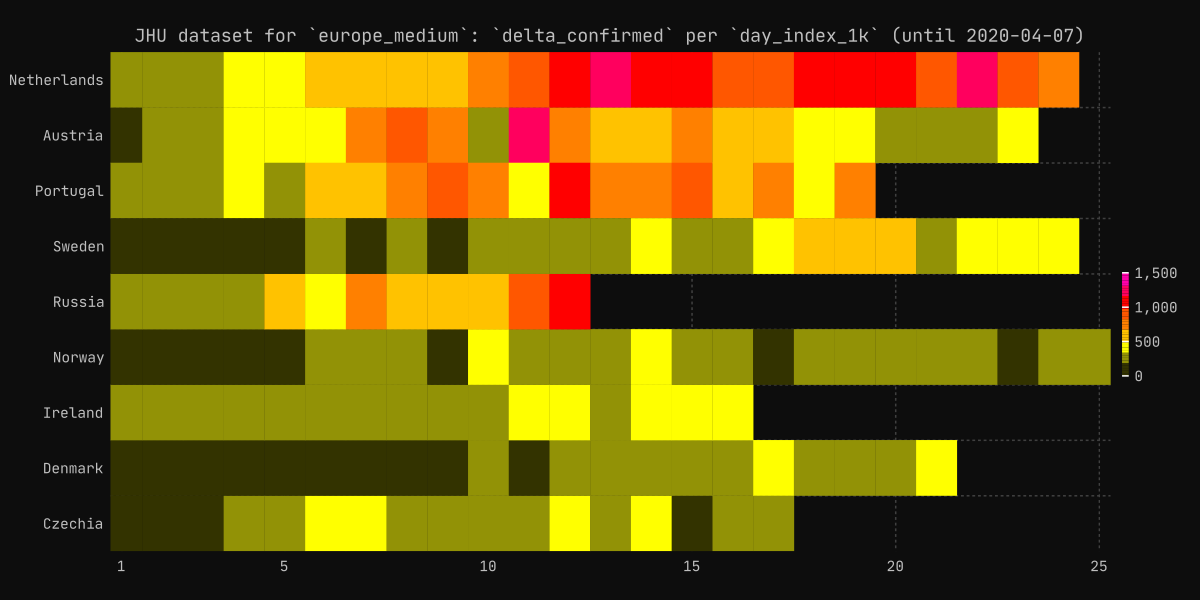 JHU dataset for `europe_medium`: `delta_confirmed` per `day_index_1k` (until 2020-04-07)
Netherlands
Austria
Portugal
Sweden
Russia
Norway
Ireland
Denmark
Czechia
1 5 10 15 20 25
1,500
1,000
500
0